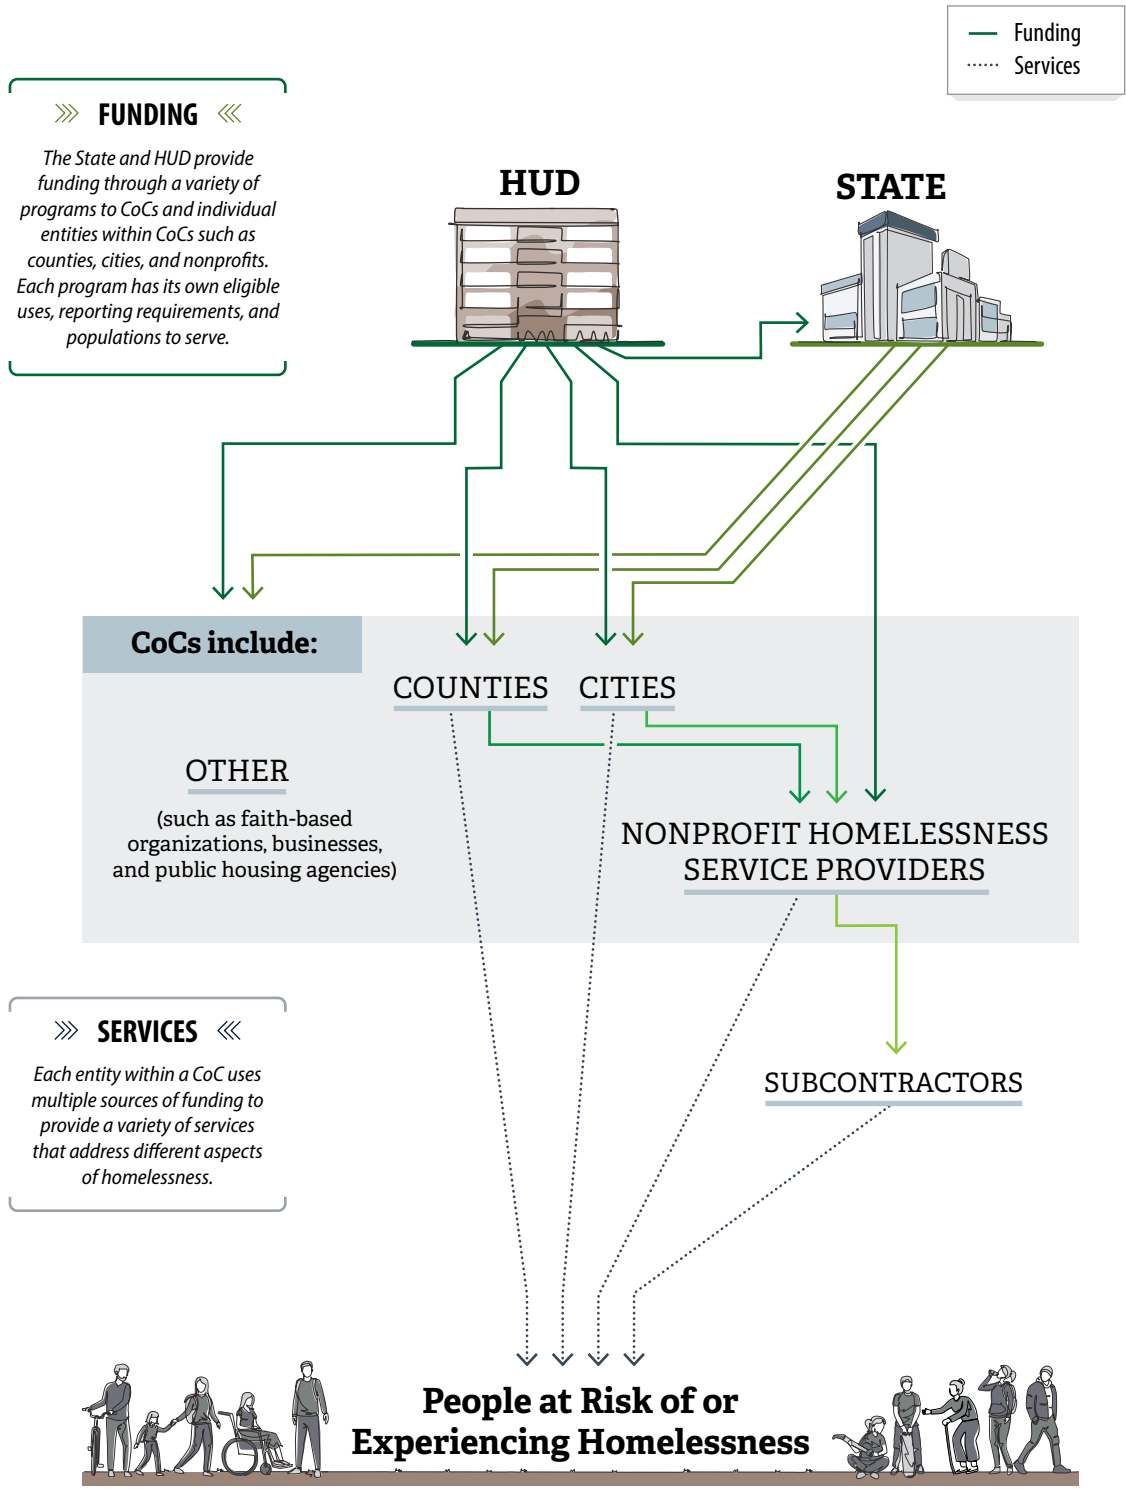 Funding
Services
FUNDING
The State and HUD provide
funding through a variety of
programs to CoCs and individual
entities within CoCs such as
counties, cities, and nonprofits.
Each program has its own eligible
uses, reporting requirements, and
populations to serve.
HUD
STATE
CoCs include:
COUNTIES
CITIES
OTHER
(such as faith-based
organizations, businesses,
and public housing agencies)
NONPROFIT HOMELESSNESS
SERVICE PROVIDERS
SERVICES
Each entity within a CoC uses
multiple sources of funding to
provide a variety of services
that address different aspects
of homelessness.
SUBCONTRACTORS
People at Risk of or
Experiencing Homelessness